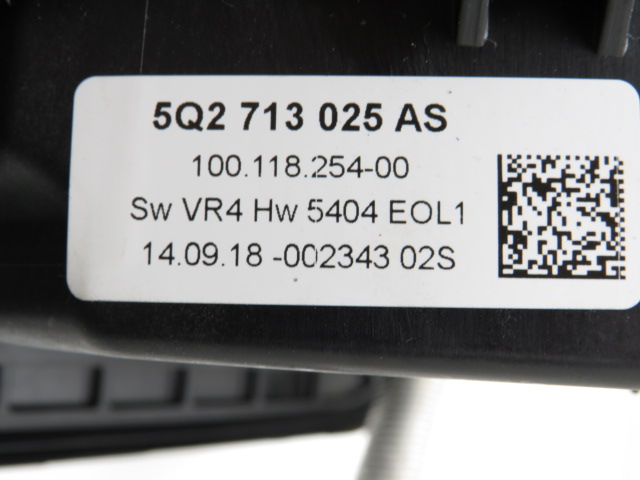 5Q2 713 025 AS
100.118.254-00
Sw VR4 Hw 5404 EOL1
14.09.18 -002343 02S